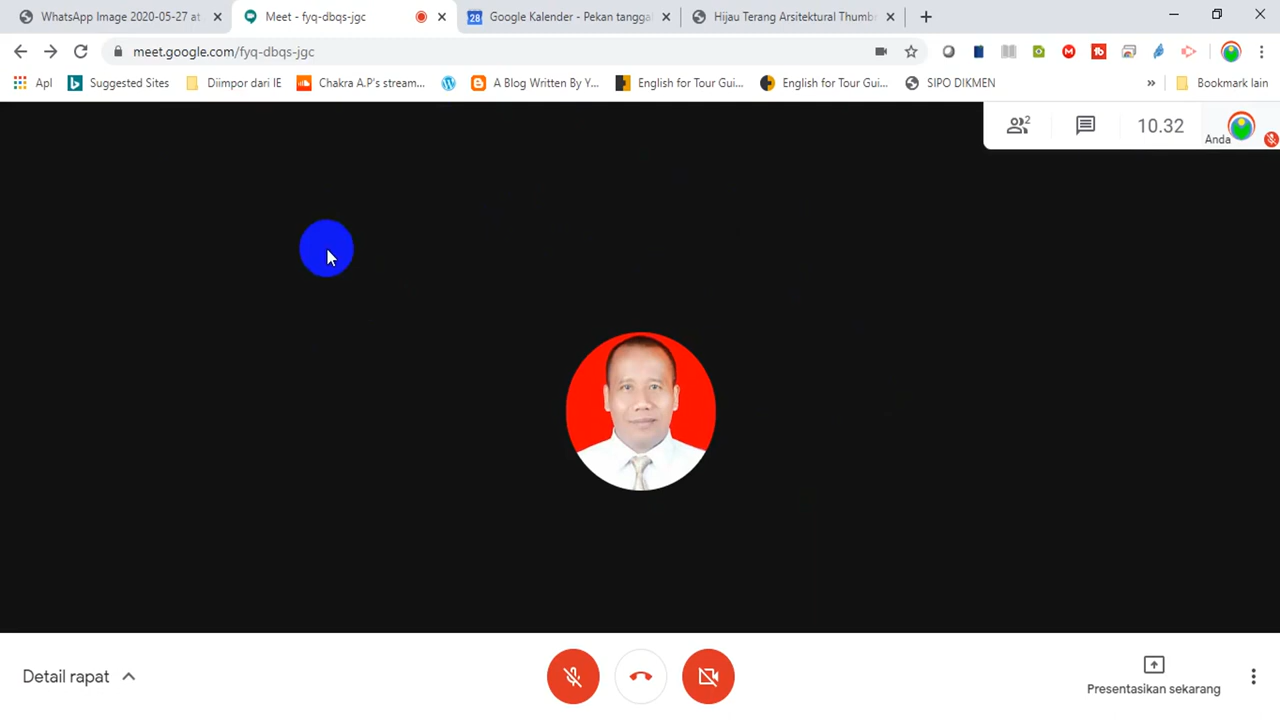 WhatsApp Image 2020-05-27 at
Meet - fyq-dbqs-jgc
28
Google Kalender - Pekan tangga
Hijau Terang Arsitektural Thumb
meet.google.com/fyq-dbqs-jgc
Apl
Suggested Sites
Diimpor dari IE
Chakra A.P's stream...
A Blog Written By Y...
English for Tour Gui...
English for Tour Gui...
SIPO DIKMEN
»
Bookmark lain
2
10.32
Anda
Detail rapat
Presentasikan sekarang